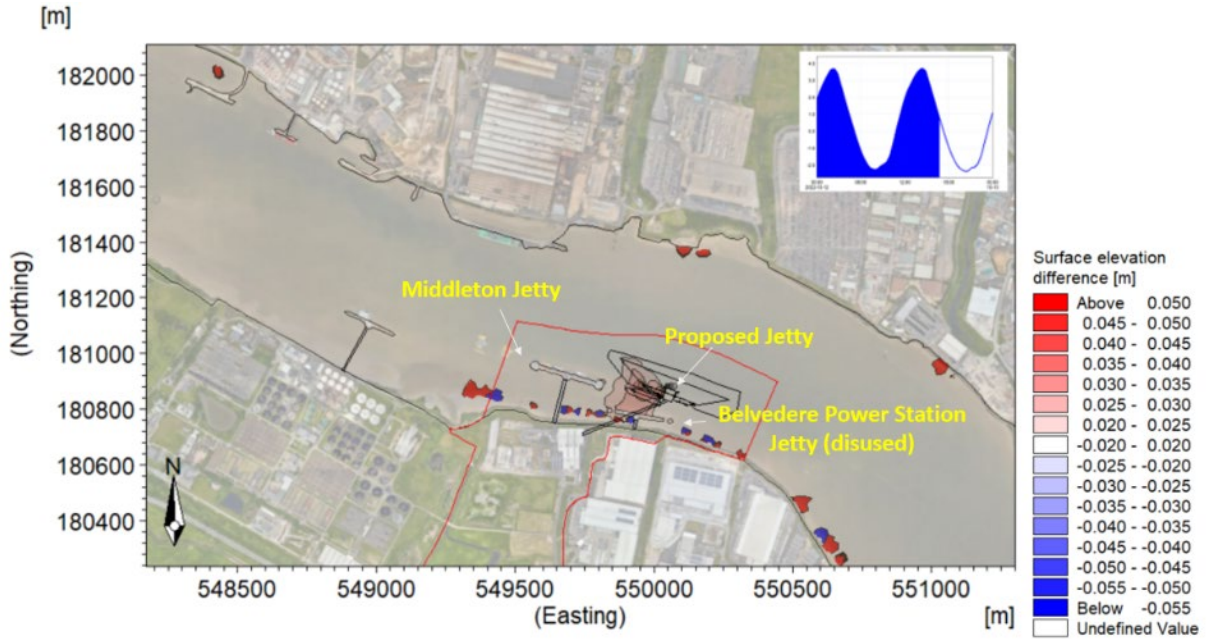 [m]
182000
181800
181600
181400
181200
181000
180800
180600
180400
(Northing)
Middleton Jetty
Proposed Jetty
Belvedere Power Station
Jetty (disused)
N
548500 549000 549500 550000 550500 551000
(Easting)
[m]
Surface elevation
difference [m]
Above 0.050
0.045 - 0.050
0.040 - 0.045
0.035 - 0.040
0.030 - 0.035
0.025 - 0.030
0.020 - 0.025
-0.020 - 0.020
-0.025 - -0.020
-0.030 - -0.025
-0.035 - -0.030
-0.040 - -0.035
-0.045 - -0.040
-0.050 - -0.045
-0.055 - -0.050
Below -0.055
Undefined Value